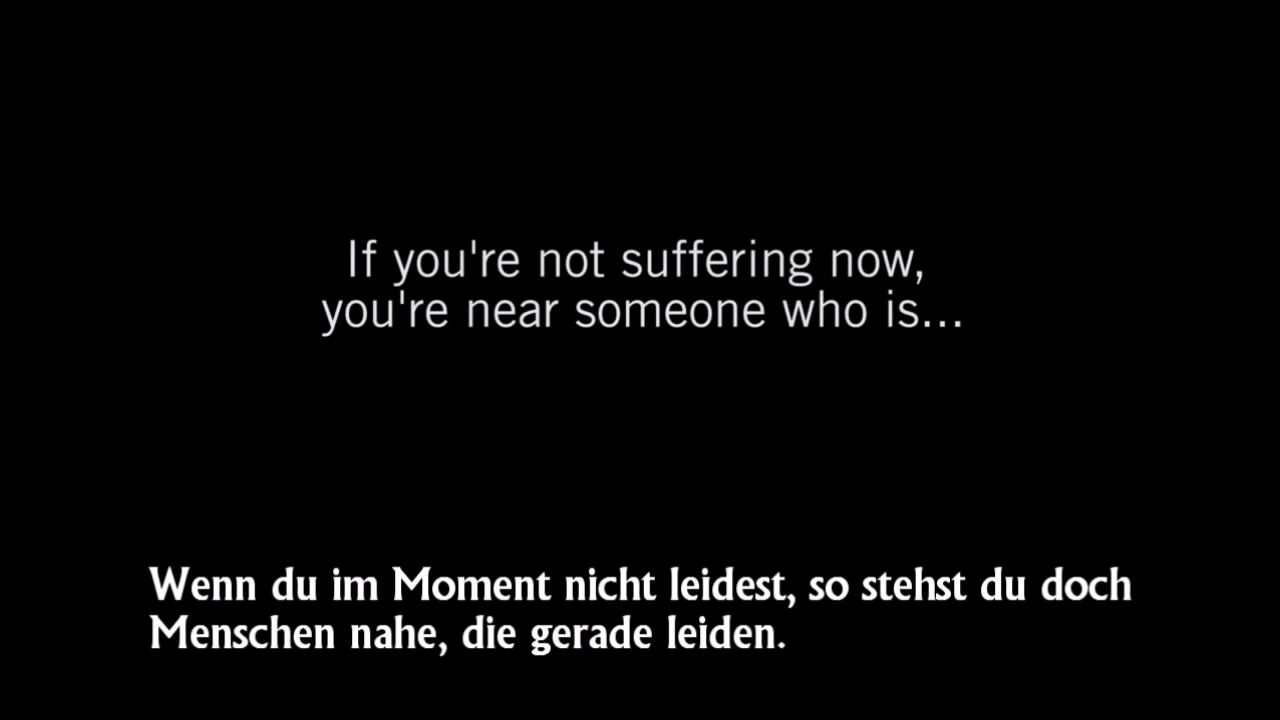 If you're not suffering now,
you're near someone who is...
Wenn du im Moment nicht leidest, so stehst du doch
Menschen nahe, die gerade leiden.